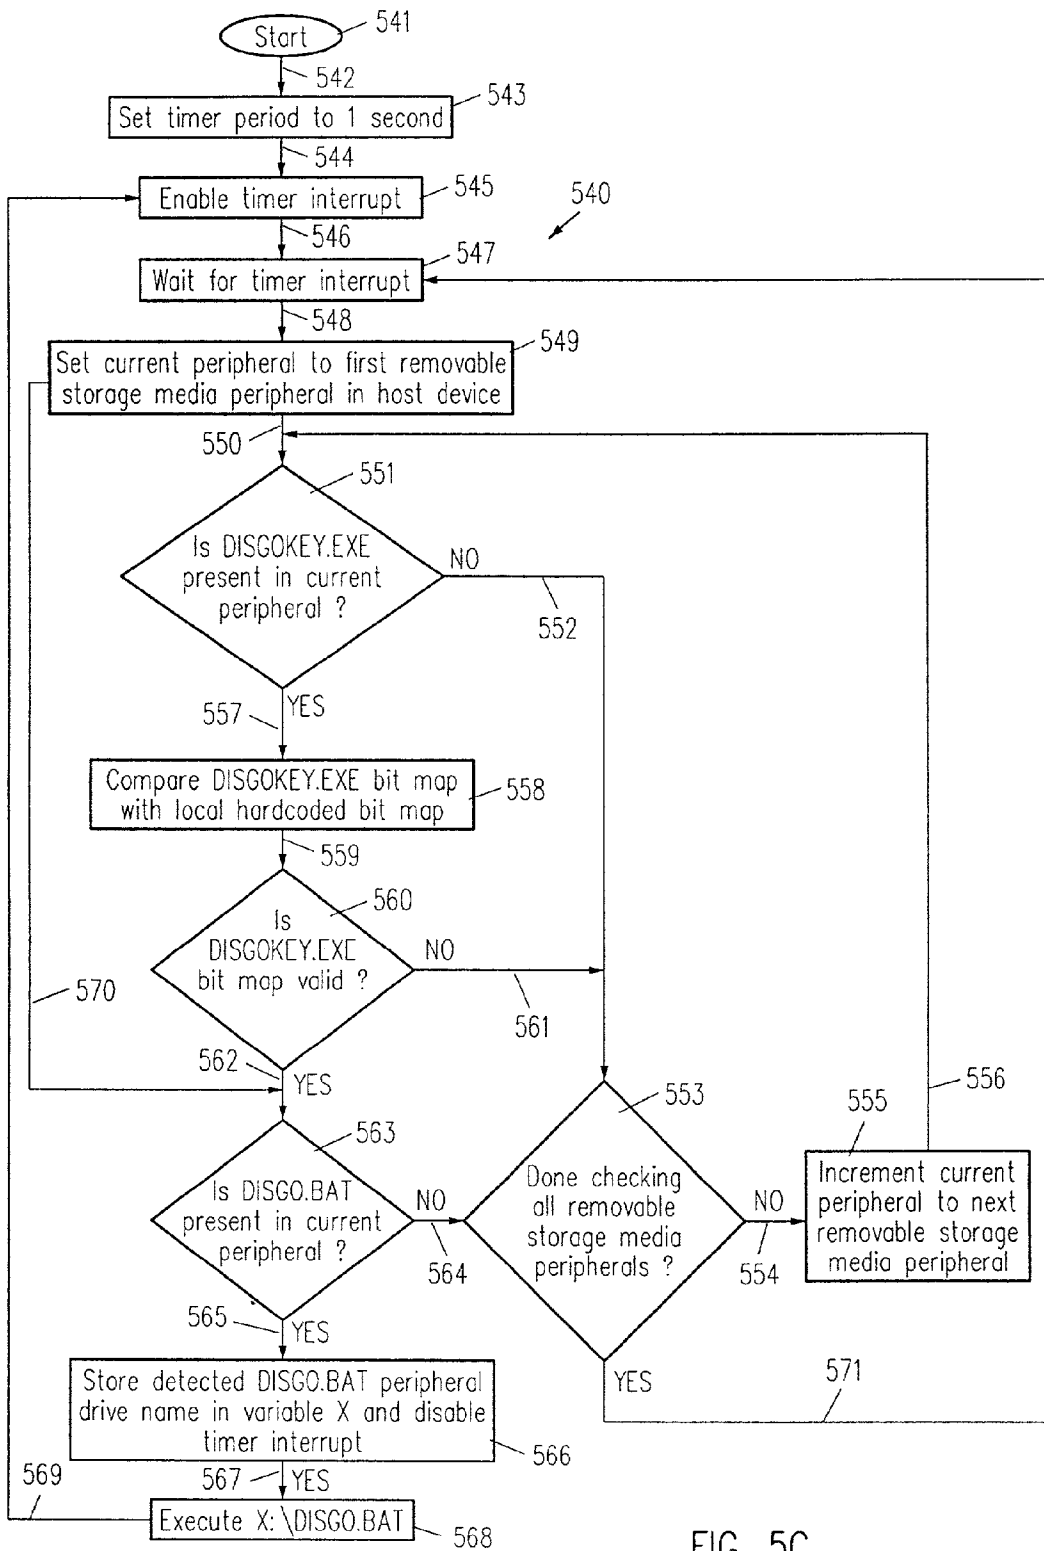 Start
541
542
Set timer period to 1 second
543
544
Enable timer interrupt
545
540
546
Wait for timer interrupt
547
548
Set current peripheral to first removable
storage media peripheral in host device
549
550
551
Is DISGOKEY.EXE
present in current
peripheral ?
NO
552
YES
557
Compare DISGOKEY.EXE bit map
with local hardcoded bit map
558
559
560
Is
DISGOKEY.EXE
bit map valid ?
NO
561
570
562
YES
553
556
555
563
Is DISGO.BAT
present in current
peripheral ?
NO
564
Done checking
all removable
storage media
peripherals ?
NO
554
Increment current
peripheral to next
removable storage
media peripheral
565
YES
YES
571
Store detected DISGO.BAT peripheral
drive name in variable X and disable
timer interrupt
566
567
YES
569
Execute X:\DISGO.BAT
568
FIG. 5C